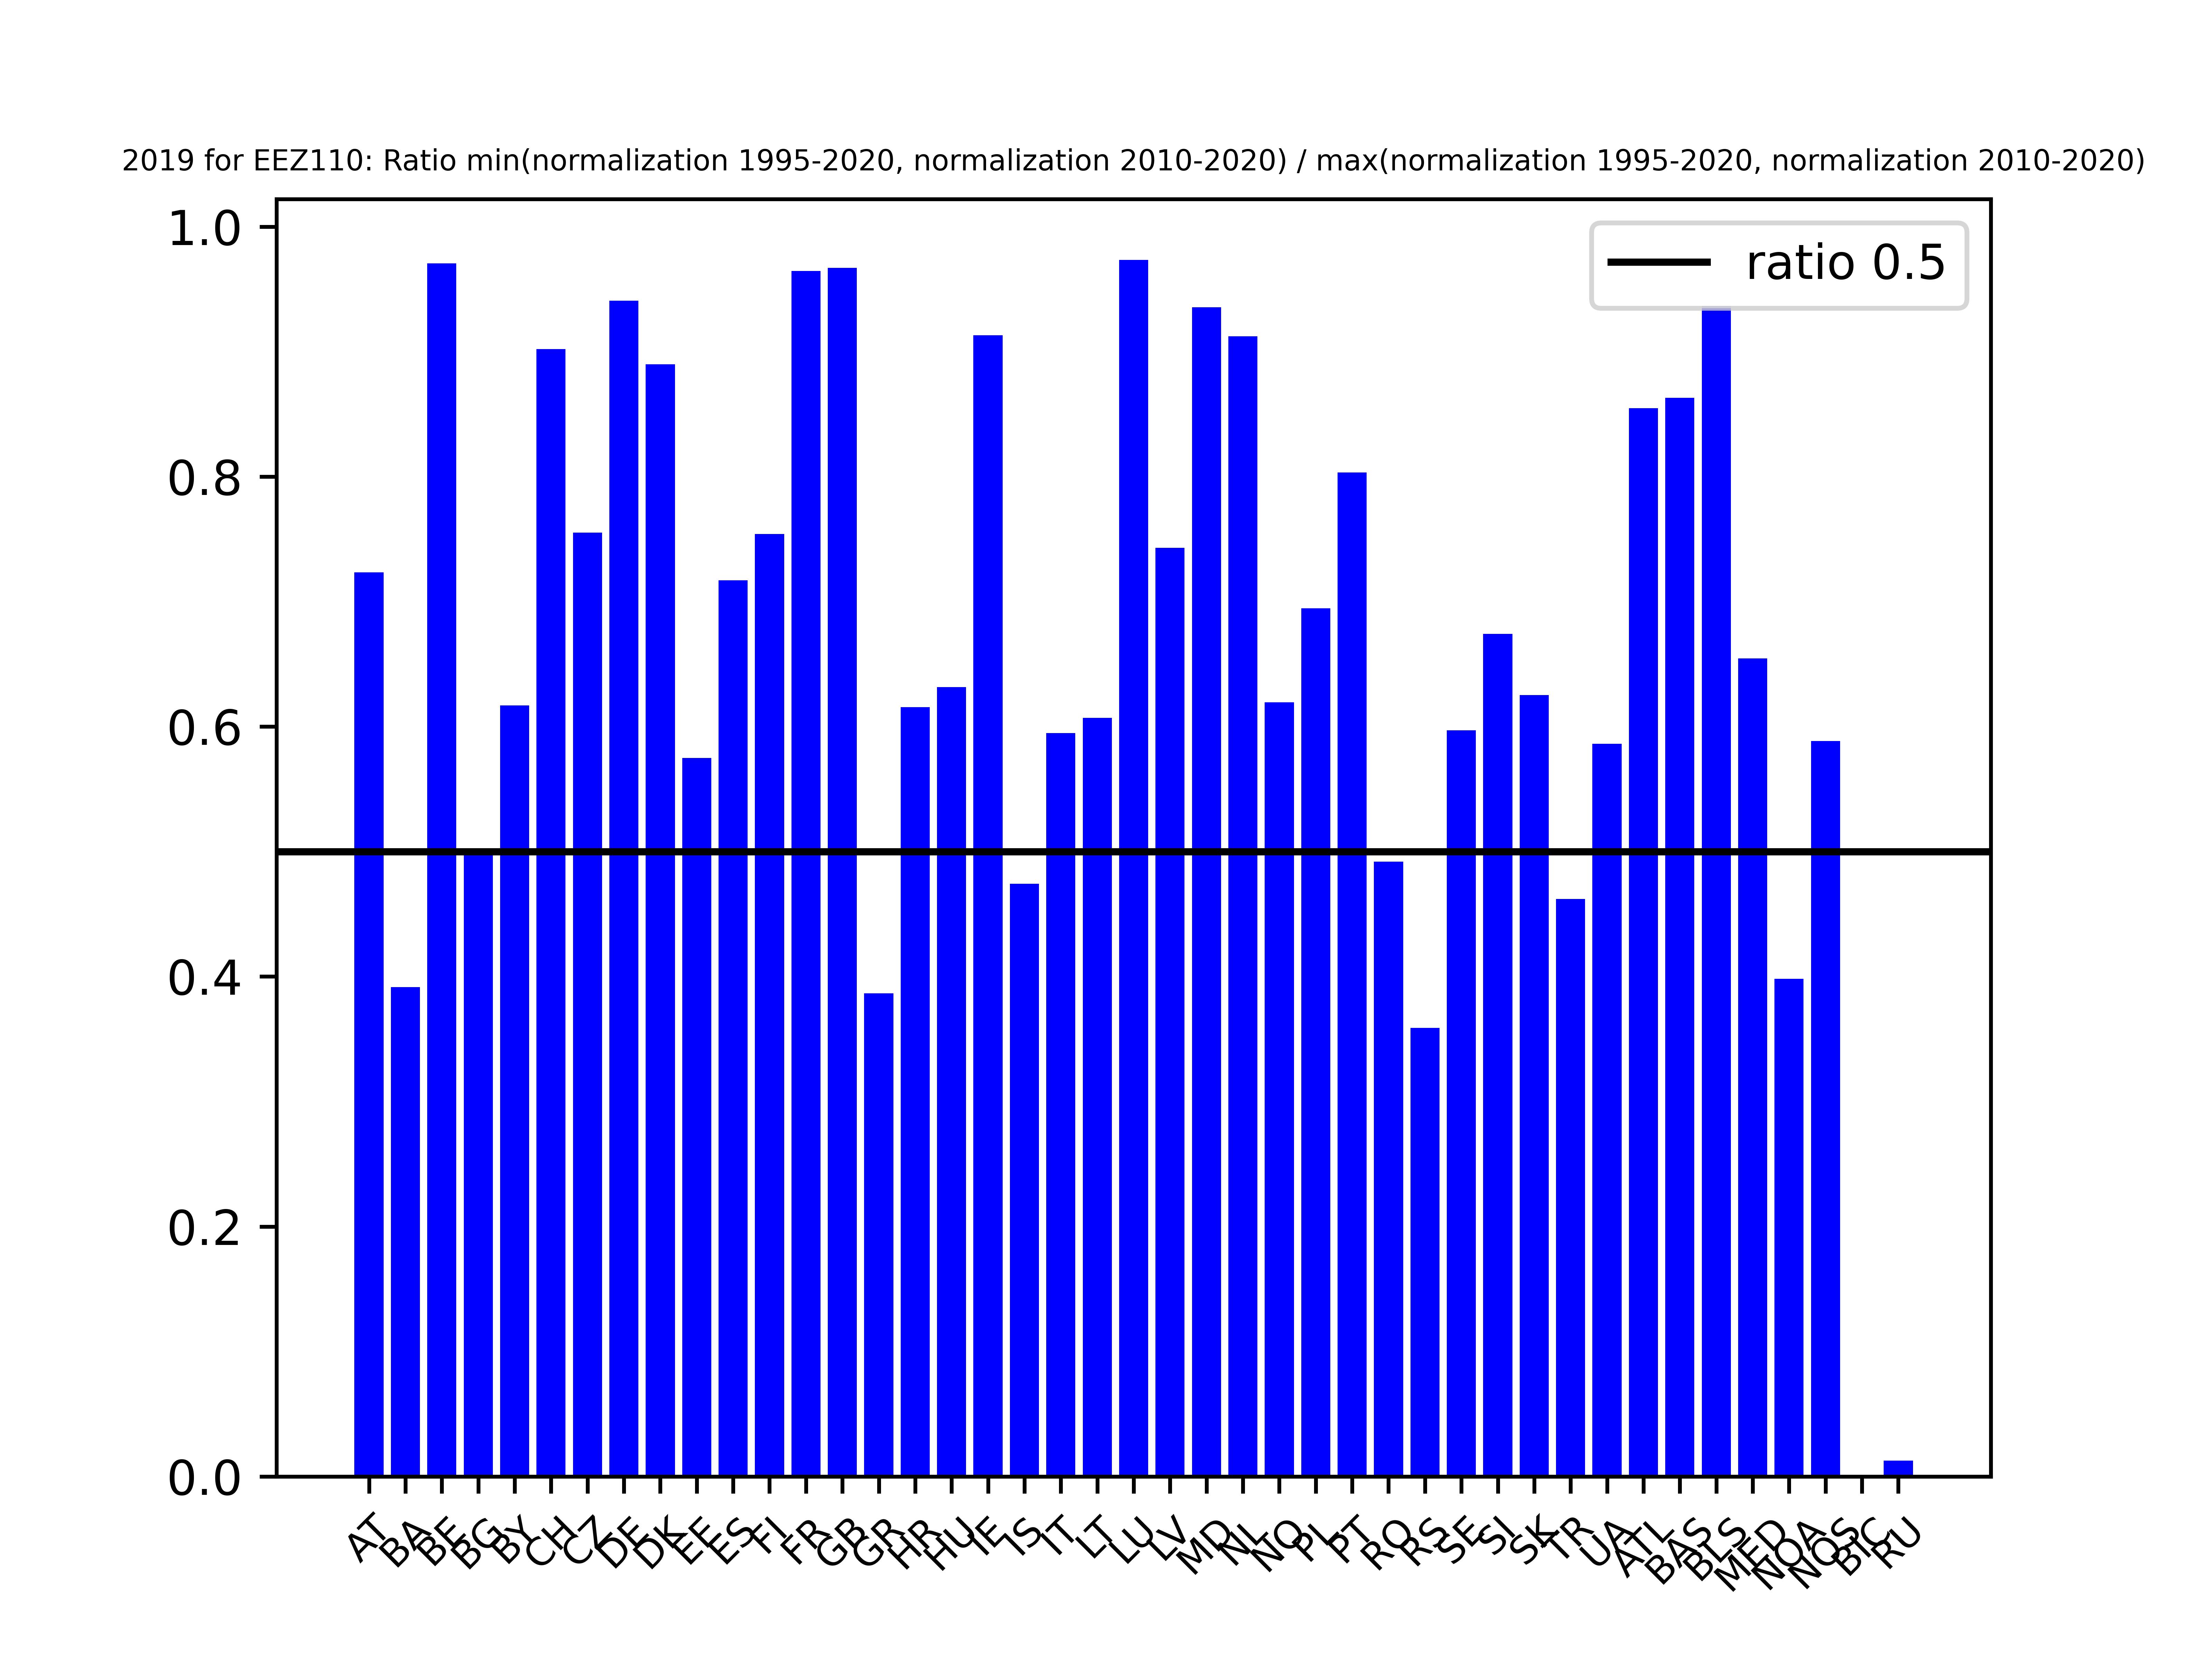 2019 for EEZ110: Ratio min(normalization 1995-2020, normalization 2010-2020) / max(normalization 1995-2020, normalization 2010-2020)
1.0
ratio 0.5
0.8
0.6
0.4
0.2
0.0
AT BA BE BG BY CH CZ DE DK EE ES FI FR GB GR HR HU IE IS IT LT LU LV MD NL NO PL PT RO RS SE SI SK TR UA ATL BAS BLS MED NOA NOS BIC RU